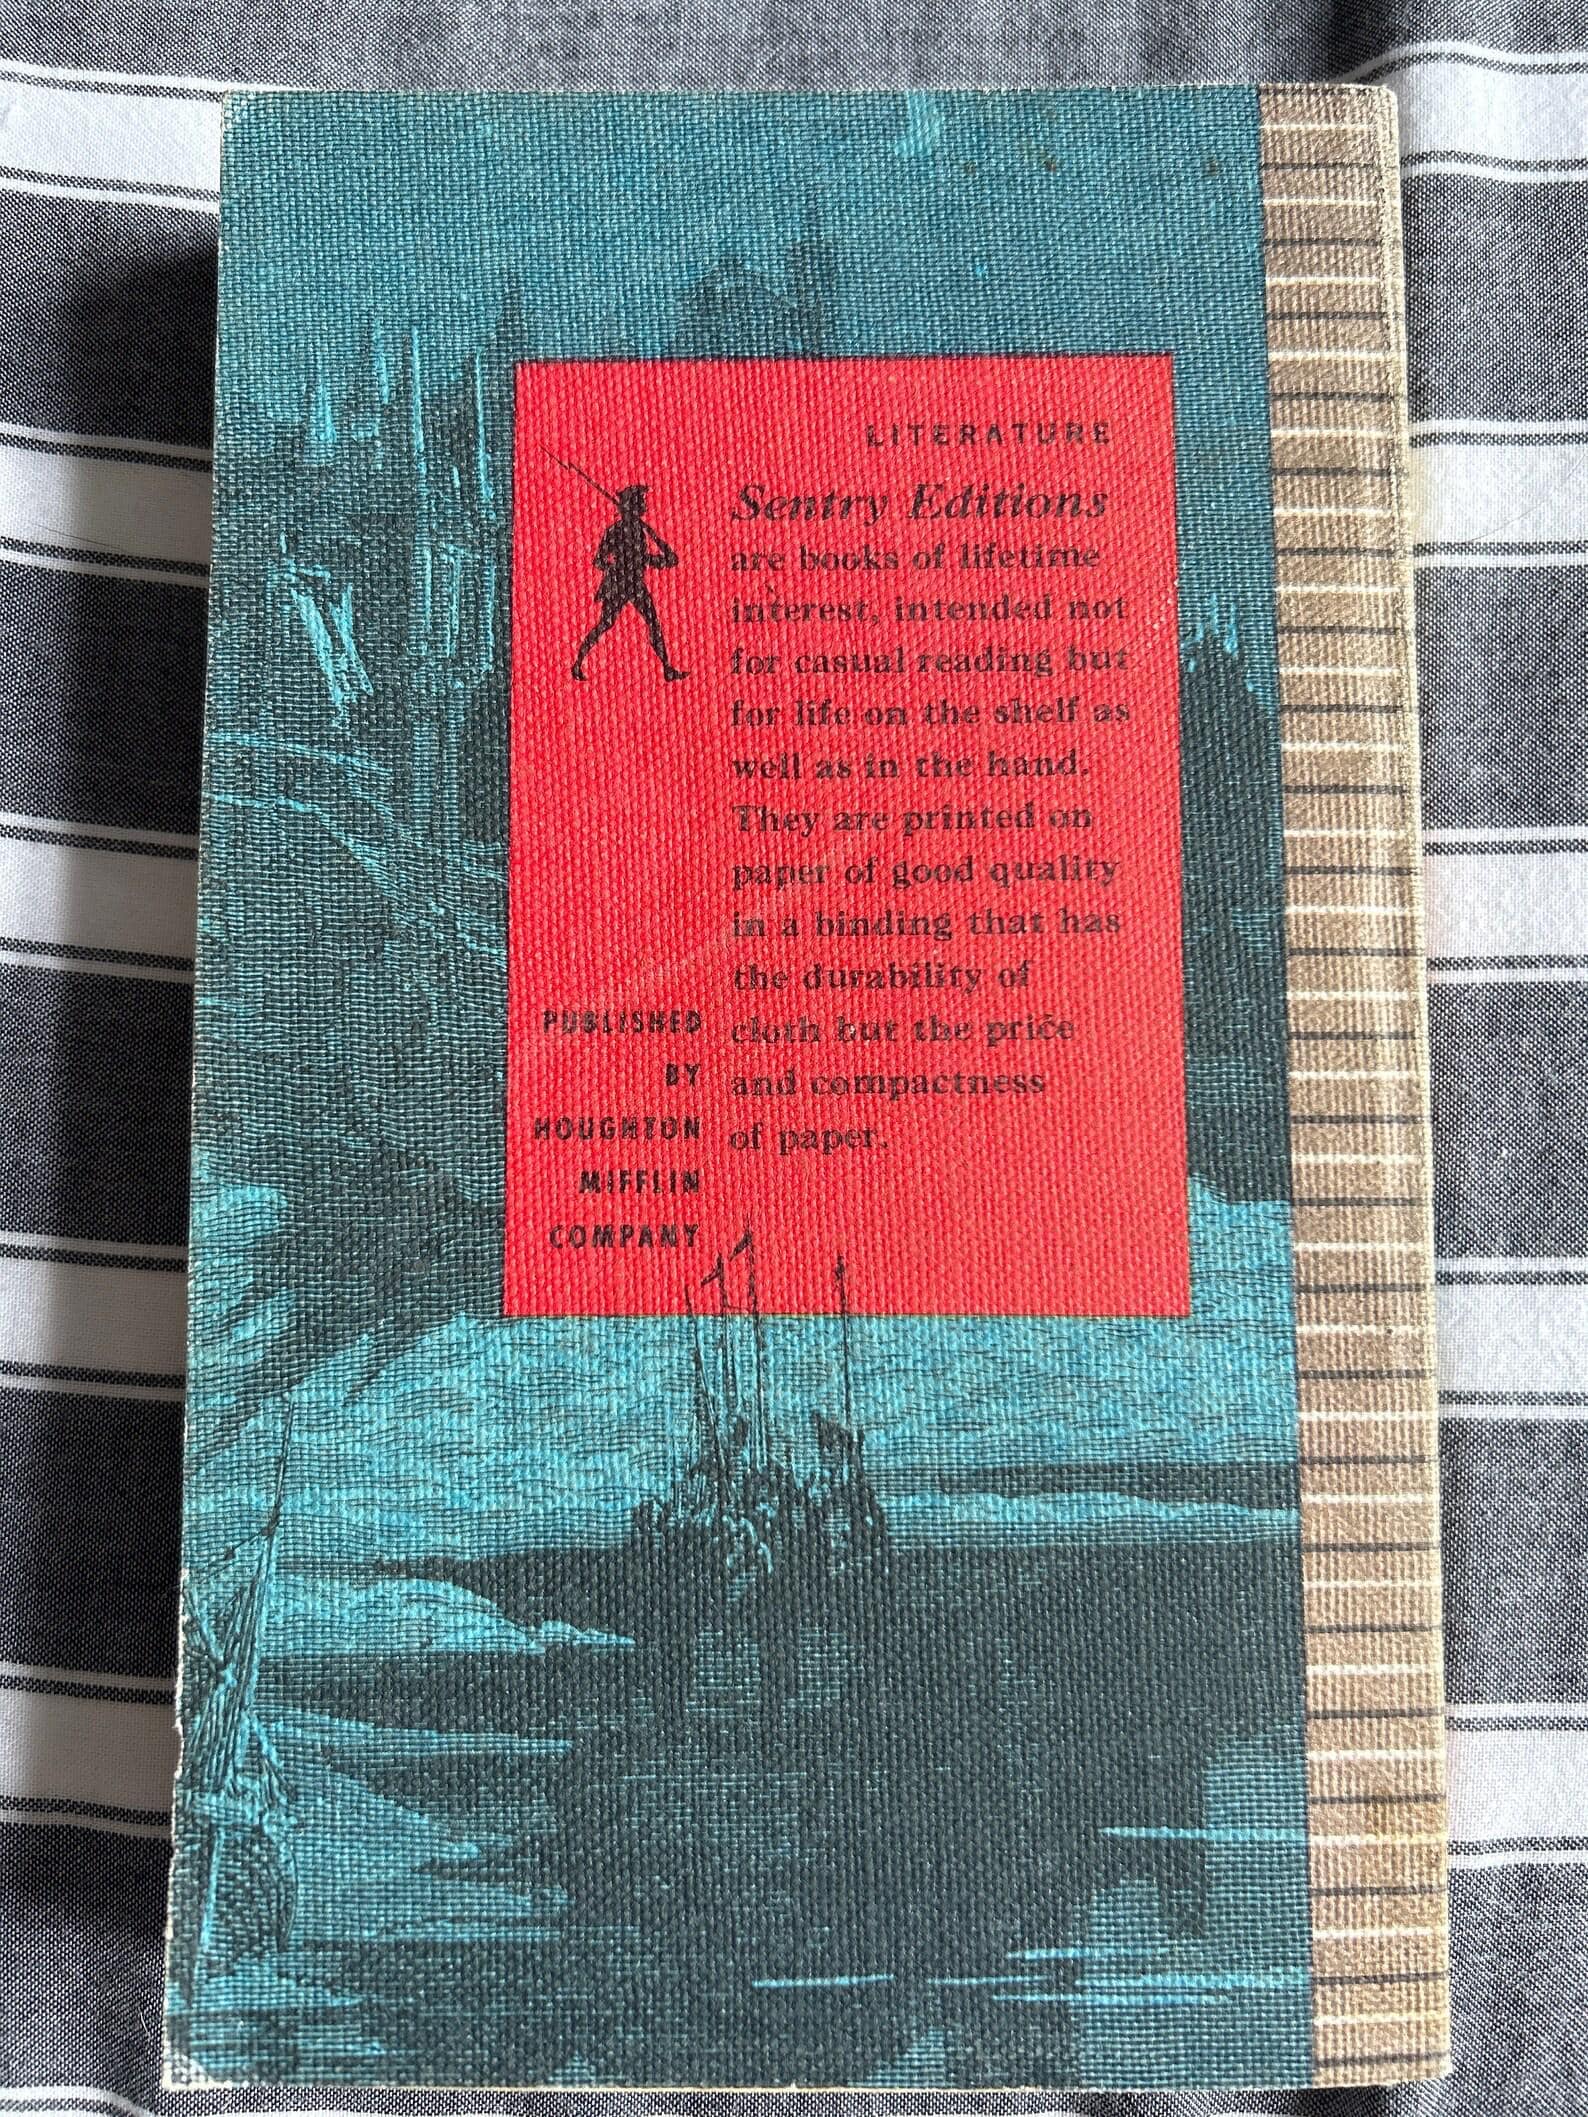 LITERATURE
Sentry Editions
are books of lifetime
interest, intended not
for casual reading but
for life on the shelf as
well as in the hand.
They are printed on
paper of good quality
in a binding that has
the durability of
cloth but the price
and compactness
of paper.
PUBLISHED
BY
HOUGHTON
MIFFLIN
COMPANY